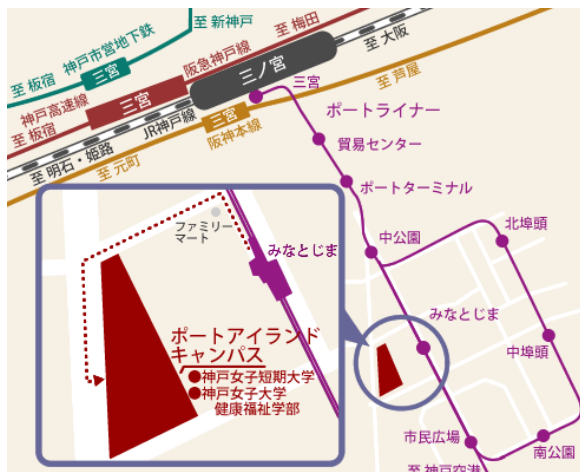 至 新神戸
神戸市営地下鉄
至 板宿
三宮
阪急神戸線
至 梅田
神戸高速線
至 板宿
三宮
三ノ宮
至 大阪
JR神戸線
至 明石・姫路
三宮
阪神本線
至 元町
至 芦屋
三宮
ポートライナー
貿易センター
ポートターミナル
中公園
北埠頭
みなとじま
中埠頭
市民広場
南公園
至 神戸空港
ファミリー
マート
みなとじま
ポートアイランド
キャンパス
●神戸女子短期大学
●神戸女子大学
健康福祉学部